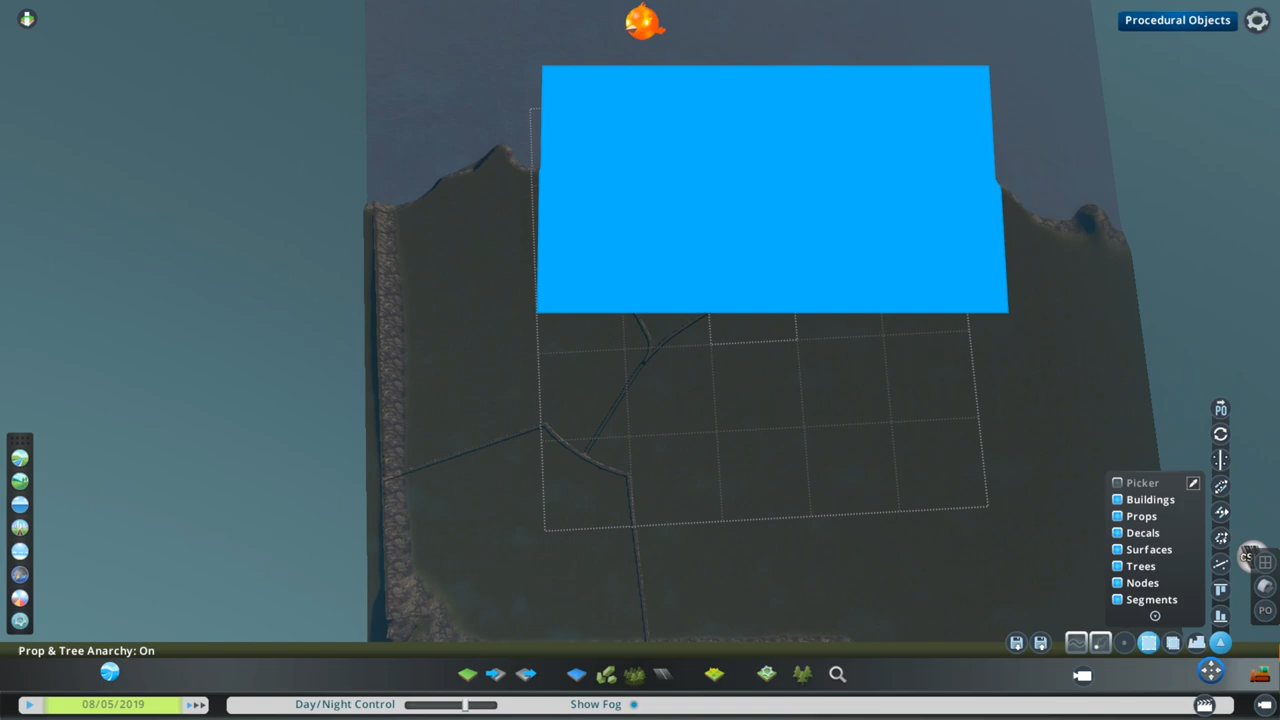 Procedural Objects
PO
Picker
Buildings
Props
Decals
Surfaces
Trees
Nodes
Segments
PO
Prop & Tree Anarchy: On
08/05/2019
Day/Night Control
Show Fog